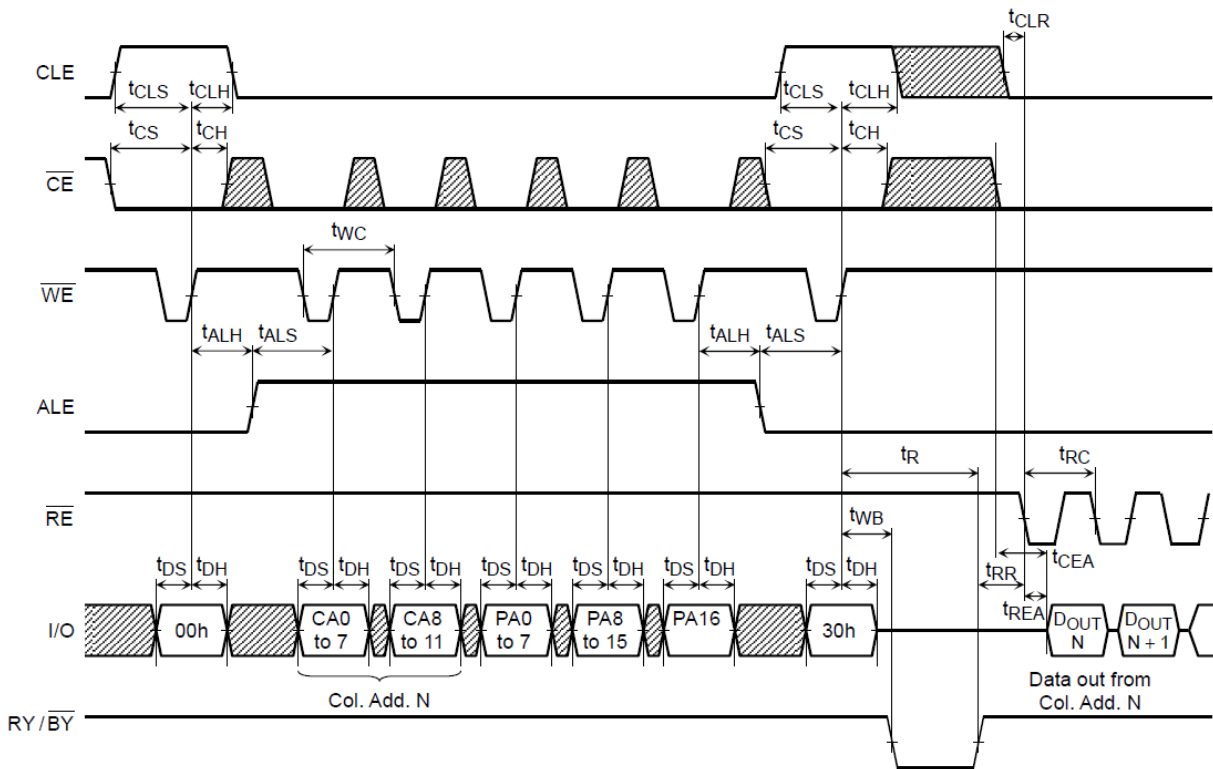 tCLR
CLE
tCLS tCLH tCLS tCLH
tCS tCH tCS tCH
CE
tWC
WE
tALH tALS tALH tALS
ALE
tR tRC
RE
tWB
tCEA
tDS tDH tDS tDH tDS tDH tDS tDH tDS tDH tDS tDH tDS tDH tRR
tREA
I/O 00h CA0 to 7 CA8 to 11 PA0 to 7 PA8 to 15 PA16 30h DOUT N DOUT N + 1
Col. Add. N
Data out from
Col. Add. N
RY / BY